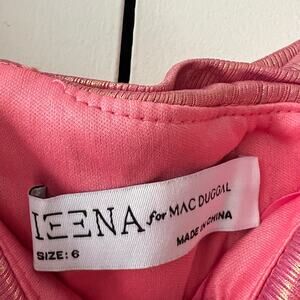 IEENA for MAC DUGGAL
MADE IN CHINA
SIZE: 6